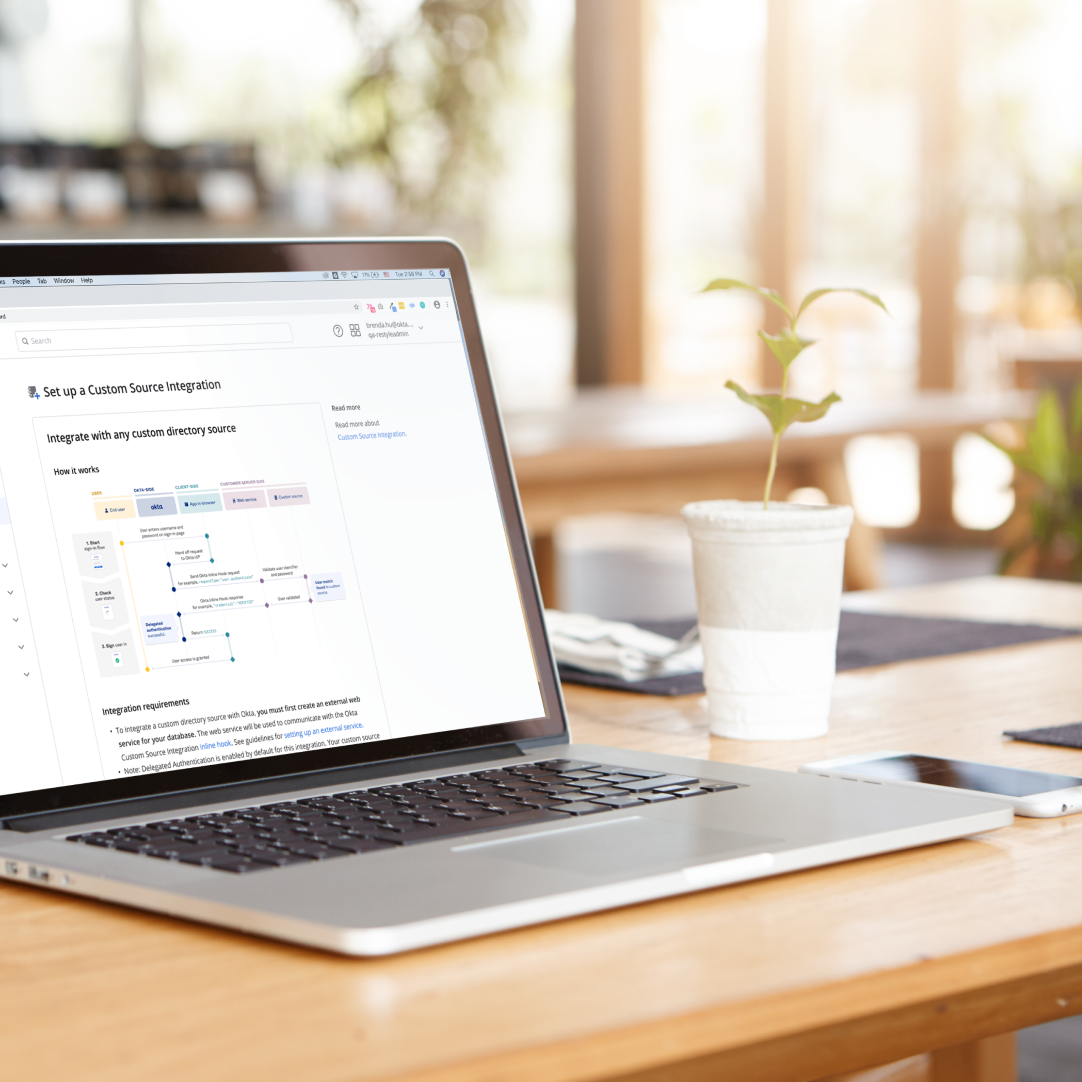 People Tab Window Help
Tue 2:58 PM
Search
brenda.hu@okta....
qa-restyleadmin
Set up a Custom Source Integration
Integrate with any custom directory source
Read more
Read more about
Custom Source Integration.
How it works
USER OKTA-SIDE CLIENT-SIDE CUSTOMER SERVER-SIDE
End user okta App in browser Web service Custom source
1. Start
sign-in flow
User enters username and
password on sign-in page
Hand off request
to Okta IDP
2. Check
user status
Send Okta Inline Hook request
for example,
Validate user identifier
and password
User match
found in custom
source.
Okta Inline Hook response
for example,
User validated
Delegated
authentication
successful.
Return SUCCESS
3. Sign user in
User access is granted
Integration requirements
• To integrate a custom directory source with Okta, you must first create an external web
service for your database. The web service will be used to communicate with the Okta
Custom Source Integration inline hook. See guidelines for setting up an external service.
• Note: Delegated Authentication is enabled by default for this integration. Your custom source